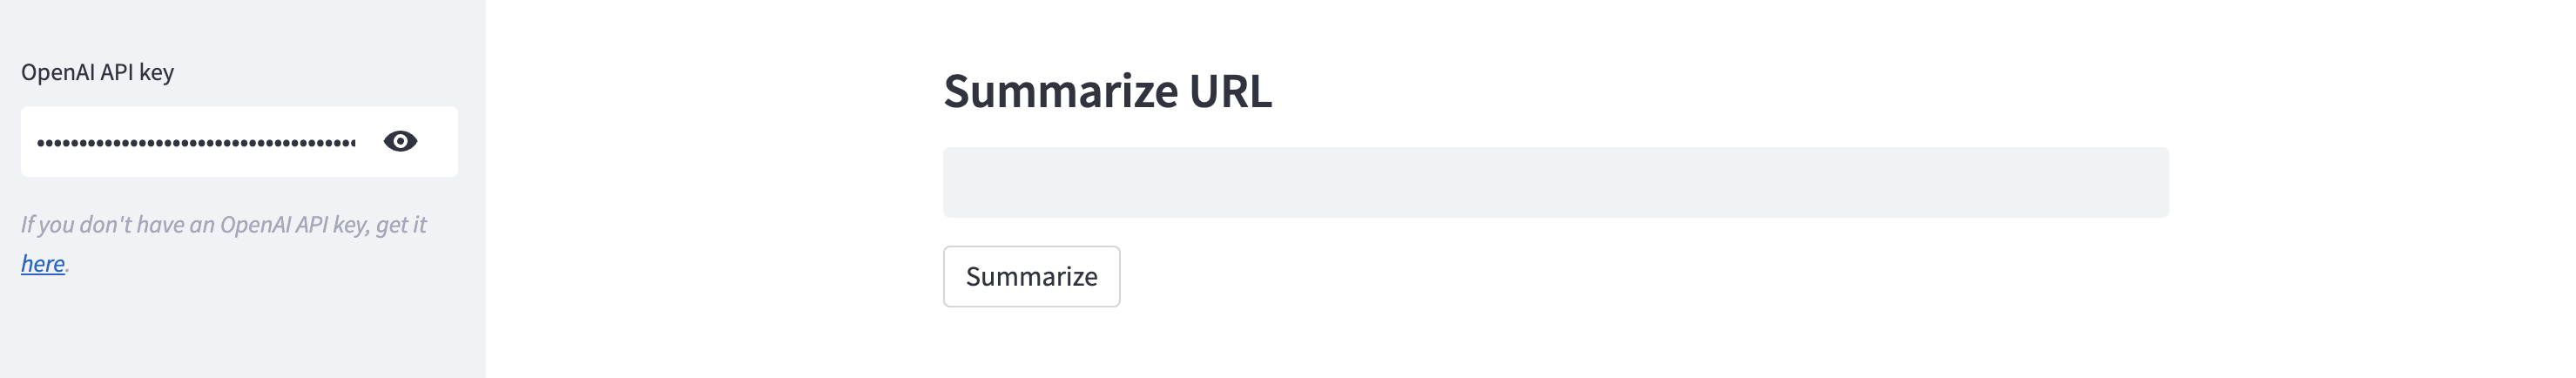 OpenAI API key
••••••••••••••••••••••••••••••••••••••
If you don't have an OpenAI API key, get it
here.
Summarize URL
Summarize